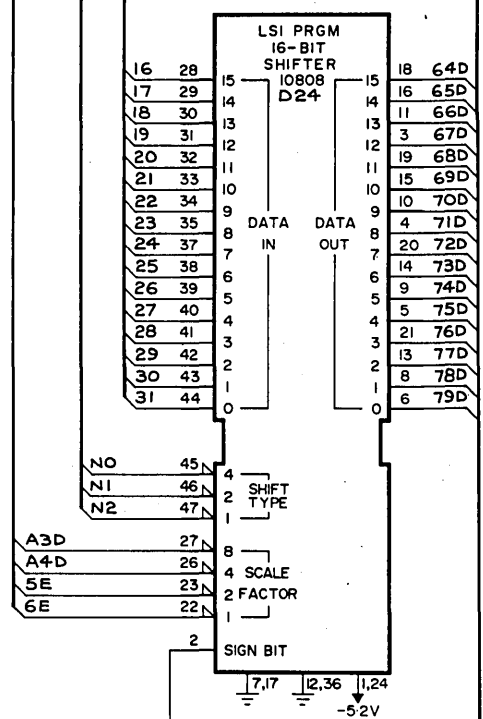 LSI PRGM
16-BIT
SHIFTER
10808
D24
16 28 15 15 18 64D
17 29 14 14 16 65D
18 30 13 13 11 66D
19 31 12 12 3 67D
20 32 11 11 19 68D
21 33 10 10 15 69D
22 34 9 9 10 70D
23 35 8 DATA DATA 8 4 71D
24 37 7 IN OUT 7 20 72D
25 38 6 6 14 73D
26 39 5 5 9 74D
27 40 4 4 5 75D
28 41 3 3 21 76D
29 42 2 2 13 77D
30 43 1 1 8 78D
31 44 0 0 6 79D
N0 45 4
N1 46 2 SHIFT
N2 47 1 TYPE
A3D 27 8
A4D 26 4 SCALE
5E 23 2 FACTOR
6E 22 1
2 SIGN BIT
7,17 12,36 1,24
-5·2V